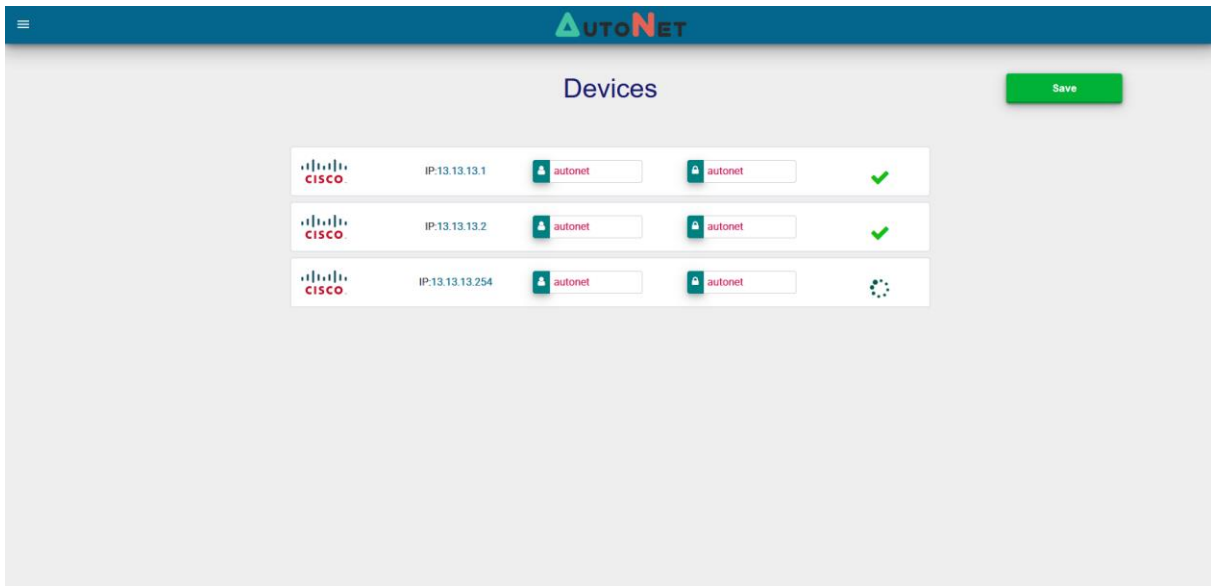 AUTONET
Devices
Save
CISCO IP:13.13.13.1 autonet autonet
CISCO IP:13.13.13.2 autonet autonet
CISCO IP:13.13.13.254 autonet autonet